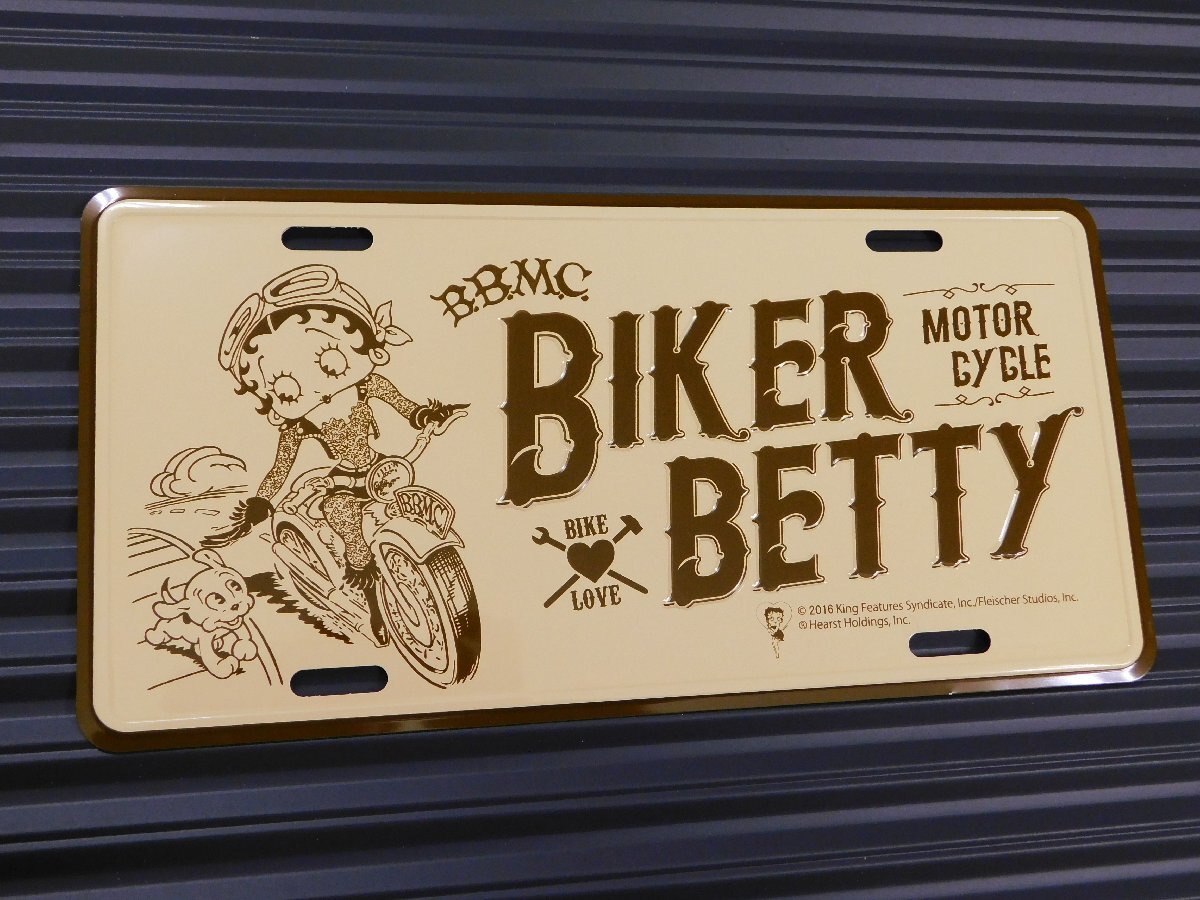 B.B.M.C.
BIKER
BETTY
MOTOR
CYCLE
BBMC
BIKE
LOVE
© 2016 King Features Syndicate, Inc./Fleischer Studios, Inc.
® Hearst Holdings, Inc.